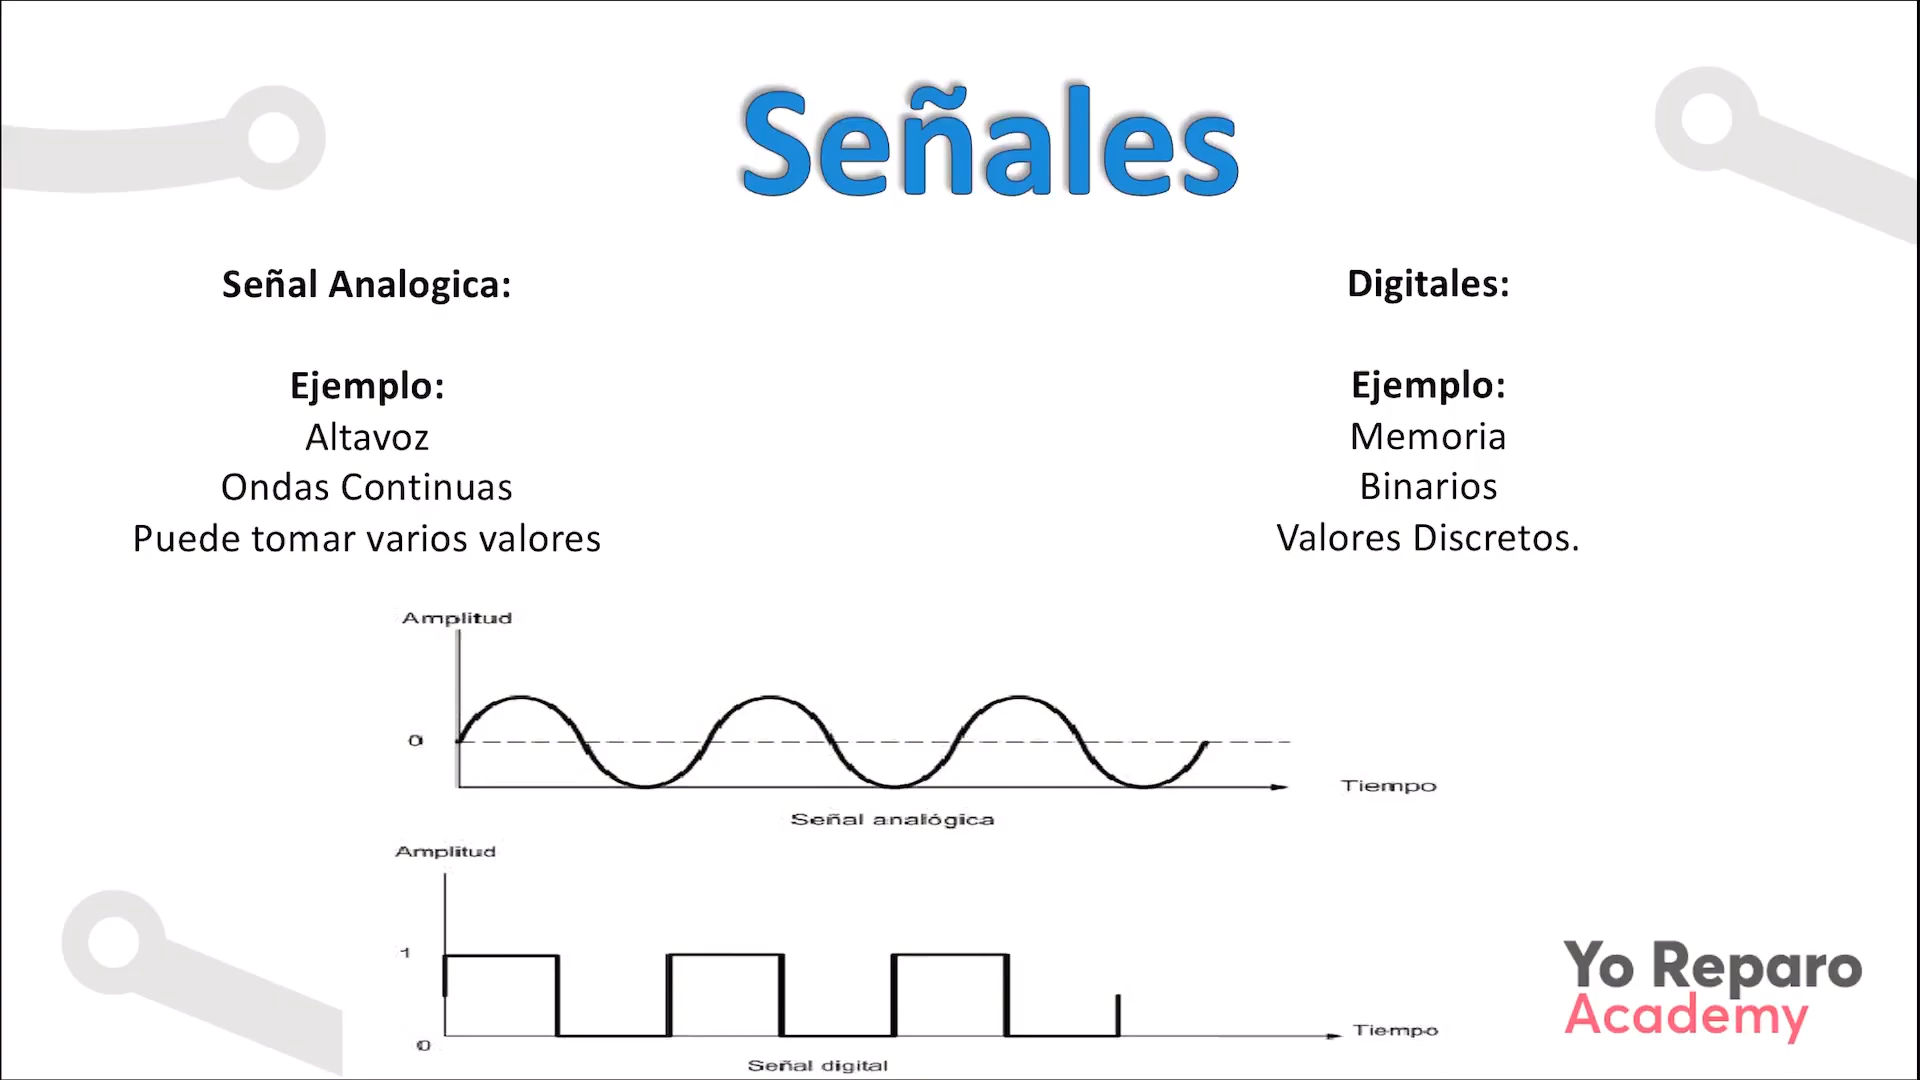 Señales
Señal Analogica:
Ejemplo:
Altavoz
Ondas Continuas
Puede tomar varios valores
Digitales:
Ejemplo:
Memoria
Binarios
Valores Discretos.
Amplitud
0
Tiempo
Señal analógica
Amplitud
1
0
Tiempo
Señal digital
Yo Reparo
Academy